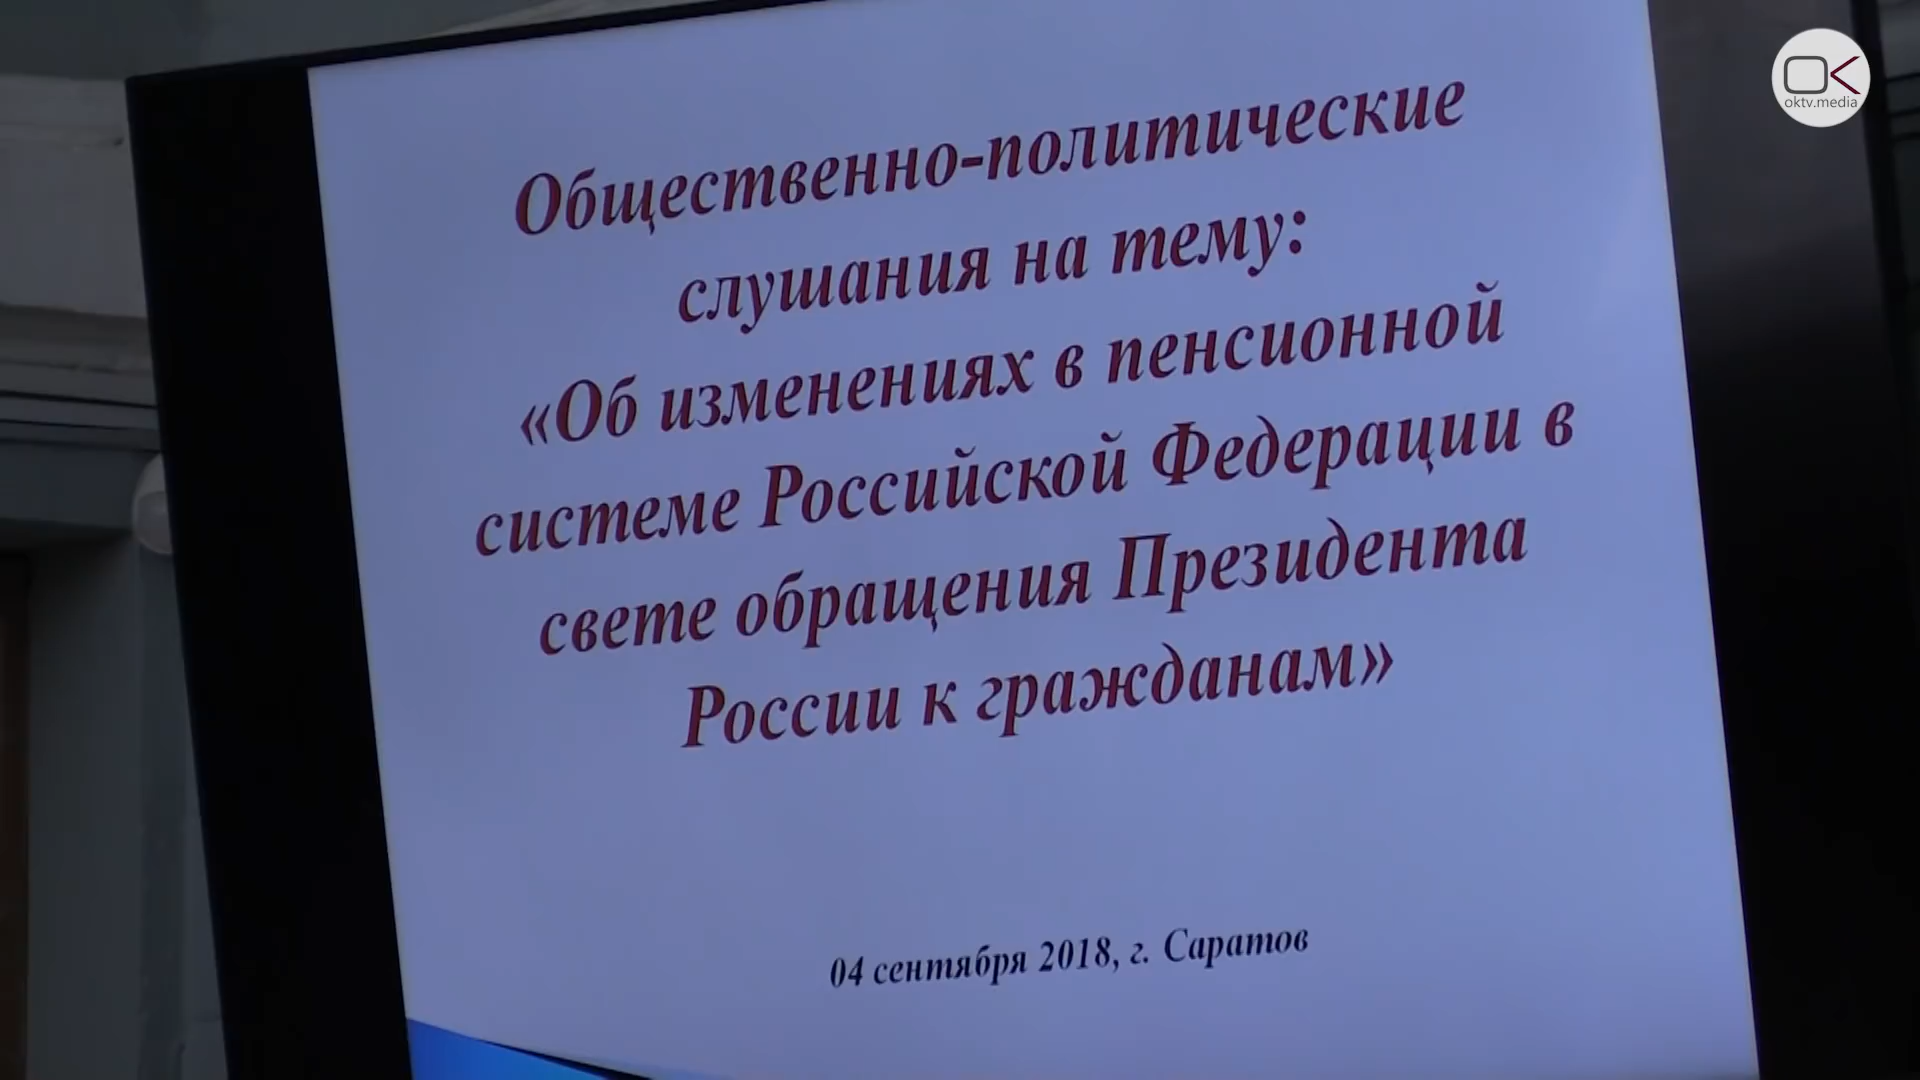 OK
oktv.media
Общественно-политические
слушания на тему:
«Об изменениях в пенсионной
системе Российской Федерации в
свете обращения Президента
России к гражданам»
04 сентября 2018, г. Саратов